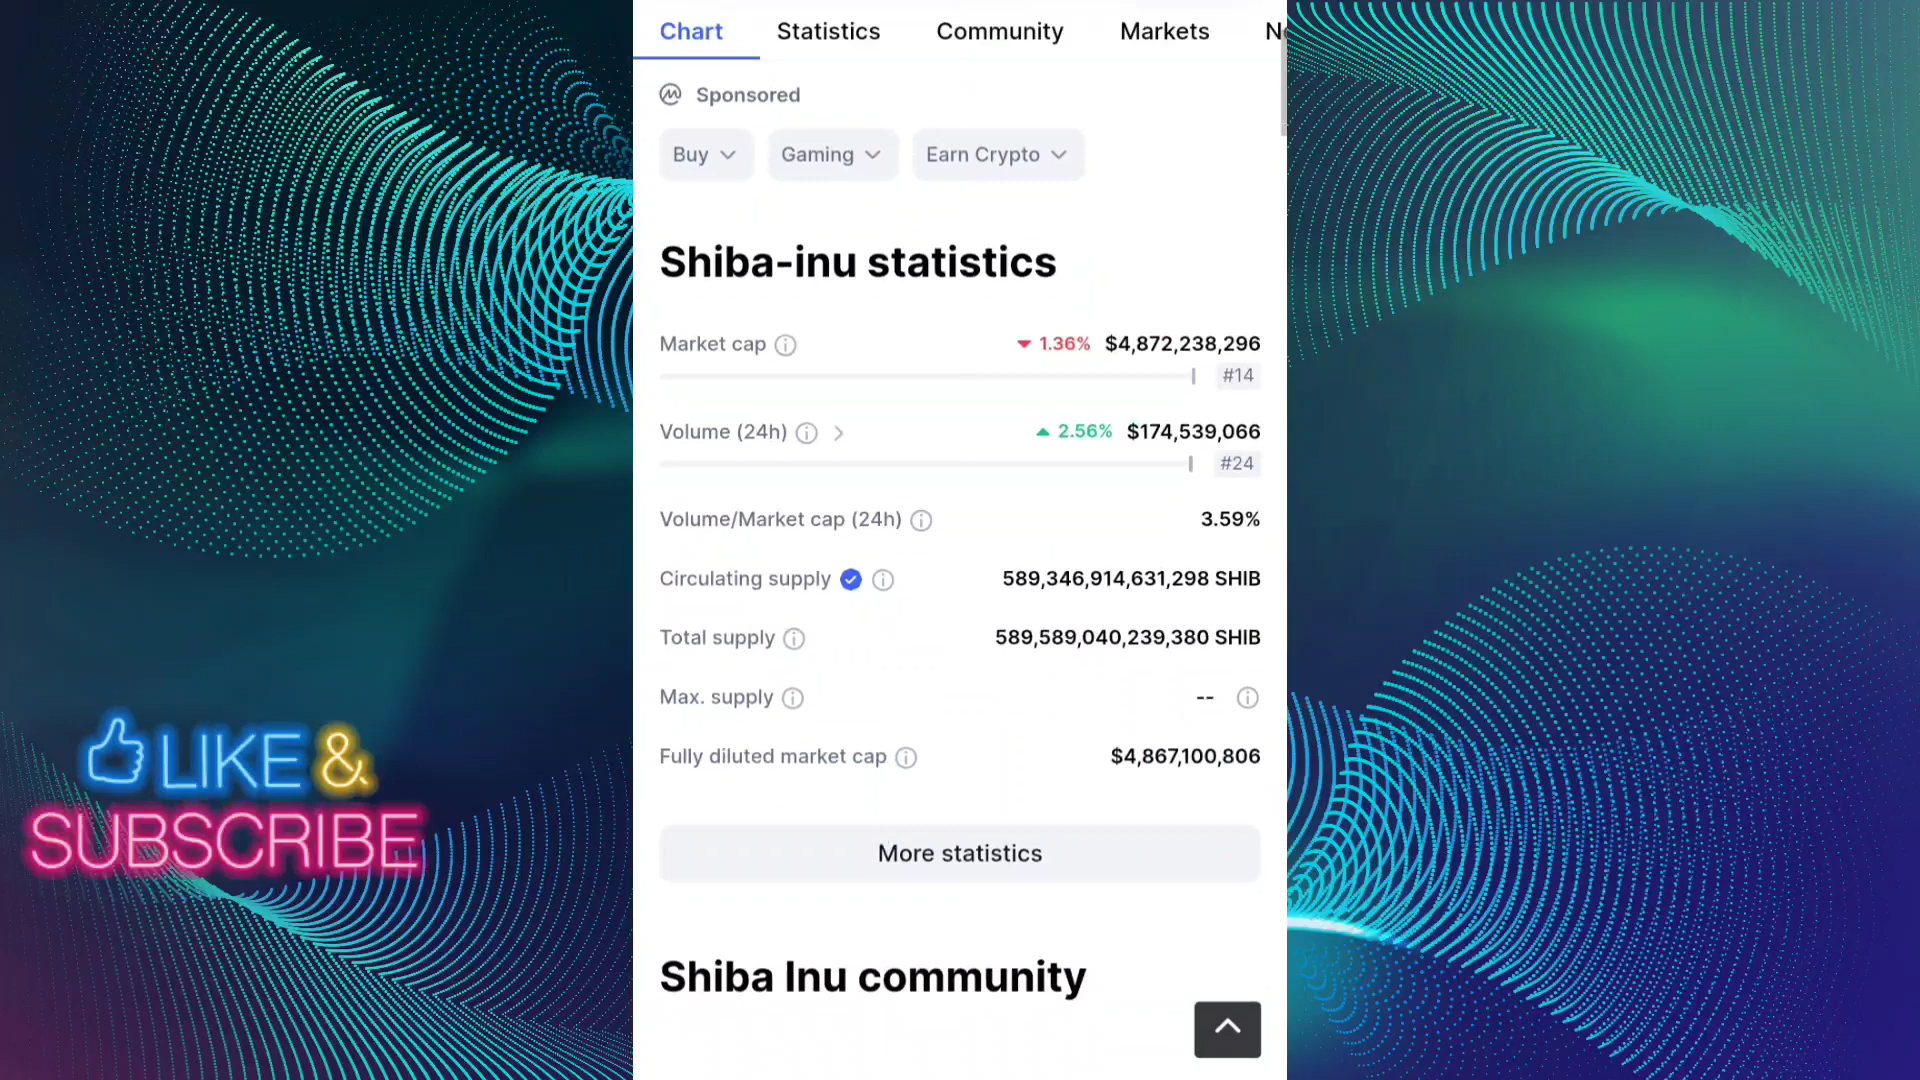 Chart Statistics Community Markets
Sponsored
Buy Gaming Earn Crypto
Shiba-inu statistics
Market cap 1.36% $4,872,238,296
#14
Volume (24h) 2.56% $174,539,066
#24
Volume/Market cap (24h) 3.59%
Circulating supply 589,346,914,631,298 SHIB
Total supply 589,589,040,239,380 SHIB
Max. supply --
Fully diluted market cap $4,867,100,806
LIKE &
SUBSCRIBE
More statistics
Shiba Inu community